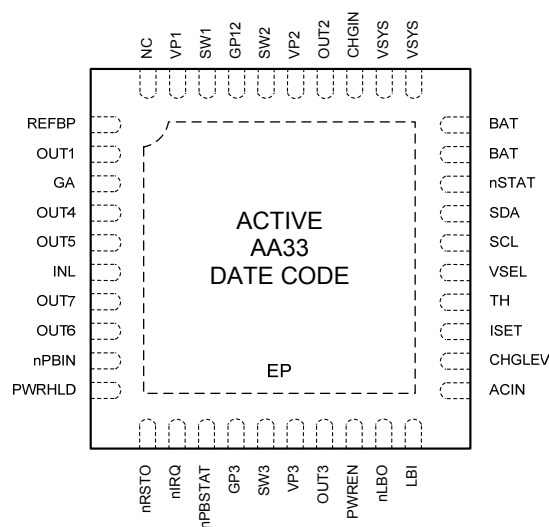 NC
VP1
SW1
GP12
SW2
VP2
OUT2
CHGIN
VSYS
VSYS
REFBP
OUT1
GA
OUT4
OUT5
INL
OUT7
OUT6
nPBIN
PWRHLD
ACTIVE
AA33
DATE CODE
EP
BAT
BAT
nSTAT
SDA
SCL
VSEL
TH
ISET
CHGLEV
ACIN
nRSTO
nIRQ
nPBSTAT
GP3
SW3
VP3
OUT3
PWREN
nLBO
LBI